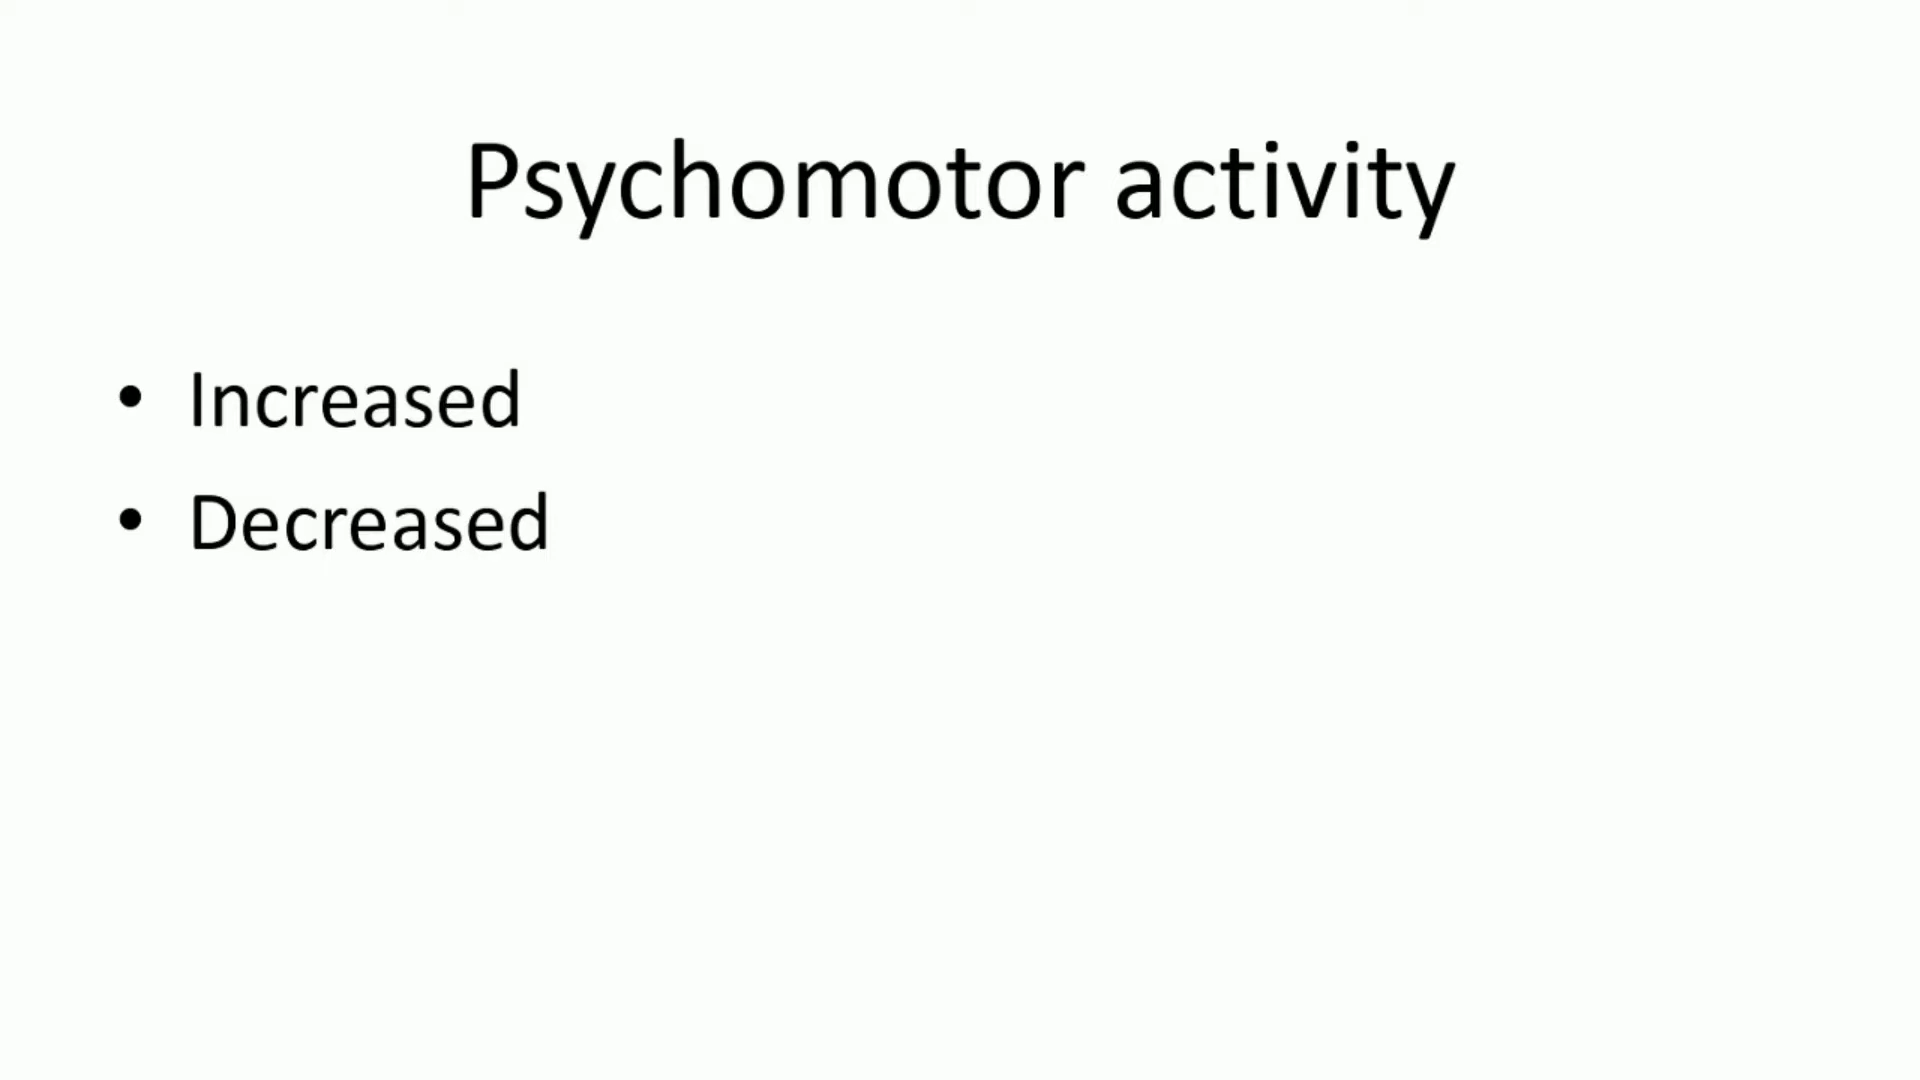 Psychomotor activity
• Increased
• Decreased